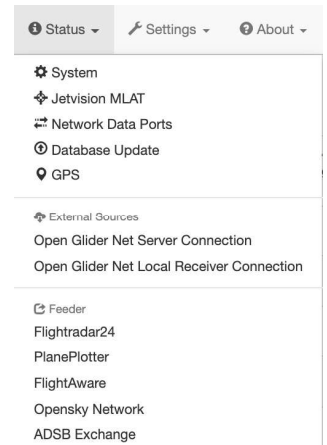 Status Settings About
System
Jetvision MLAT
Network Data Ports
Database Update
GPS
External Sources
Open Glider Net Server Connection
Open Glider Net Local Receiver Connection
Feeder
Flightradar24
PlanePlotter
FlightAware
Opensky Network
ADSB Exchange